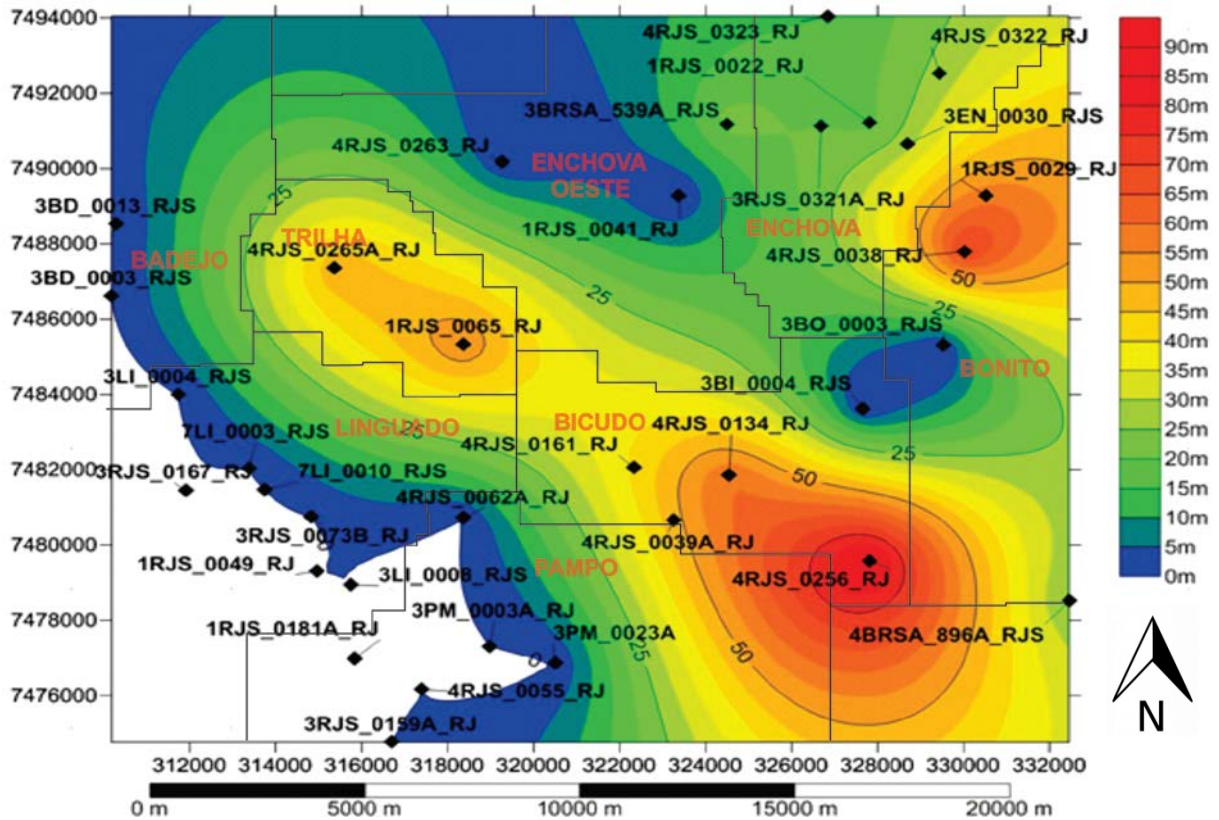 7494000
7492000
7490000
7488000
7486000
7484000
7482000
7480000
7478000
7476000
4RJS_0323_RJ
4RJS_0322_RJ
1RJS_0022_RJ
3BRSA_539A_RJS
3EN_0030_RJS
4RJS_0263_RJ
ENCHOVA
OESTE
1RJS_0029_RJ
3BD_0013_RJS
3RJS_0321A_RJ
25
TRILHA
1RJS_0041_RJ
ENCHOVA
BADEJO
4RJS_0265A_RJ
4RJS_0038_RJ
3BD_0003_RJS
50
25
1RJS_0065_RJ
3BO_0003_RJS
3LI_0004_RJS
3BI_0004_RJS
BONITO
7LI_0003_RJS
LINGUADO
25
BICUDO
4RJS_0134_RJ
4RJS_0161_RJ
25
3RJS_0167_RJ
7LI_0010_RJS
50
4RJS_0062A_RJ
3RJS_0073B_RJ
0
4RJS_0039A_RJ
1RJS_0049_RJ
3LI_0008_RJS
PAMPO
4RJS_0256_RJ
3PM_0003A_RJ
1RJS_0181A_RJ
3PM_0023A
4BRSA_896A_RJS
0
25
50
4RJS_0055_RJ
3RJS_0159A_RJ
312000
314000
316000
318000
320000
322000
324000
326000
328000
330000
332000
0 m
5000 m
10000 m
15000 m
20000 m
90m
85m
80m
75m
70m
65m
60m
55m
50m
45m
40m
35m
30m
25m
20m
15m
10m
5m
0m
N